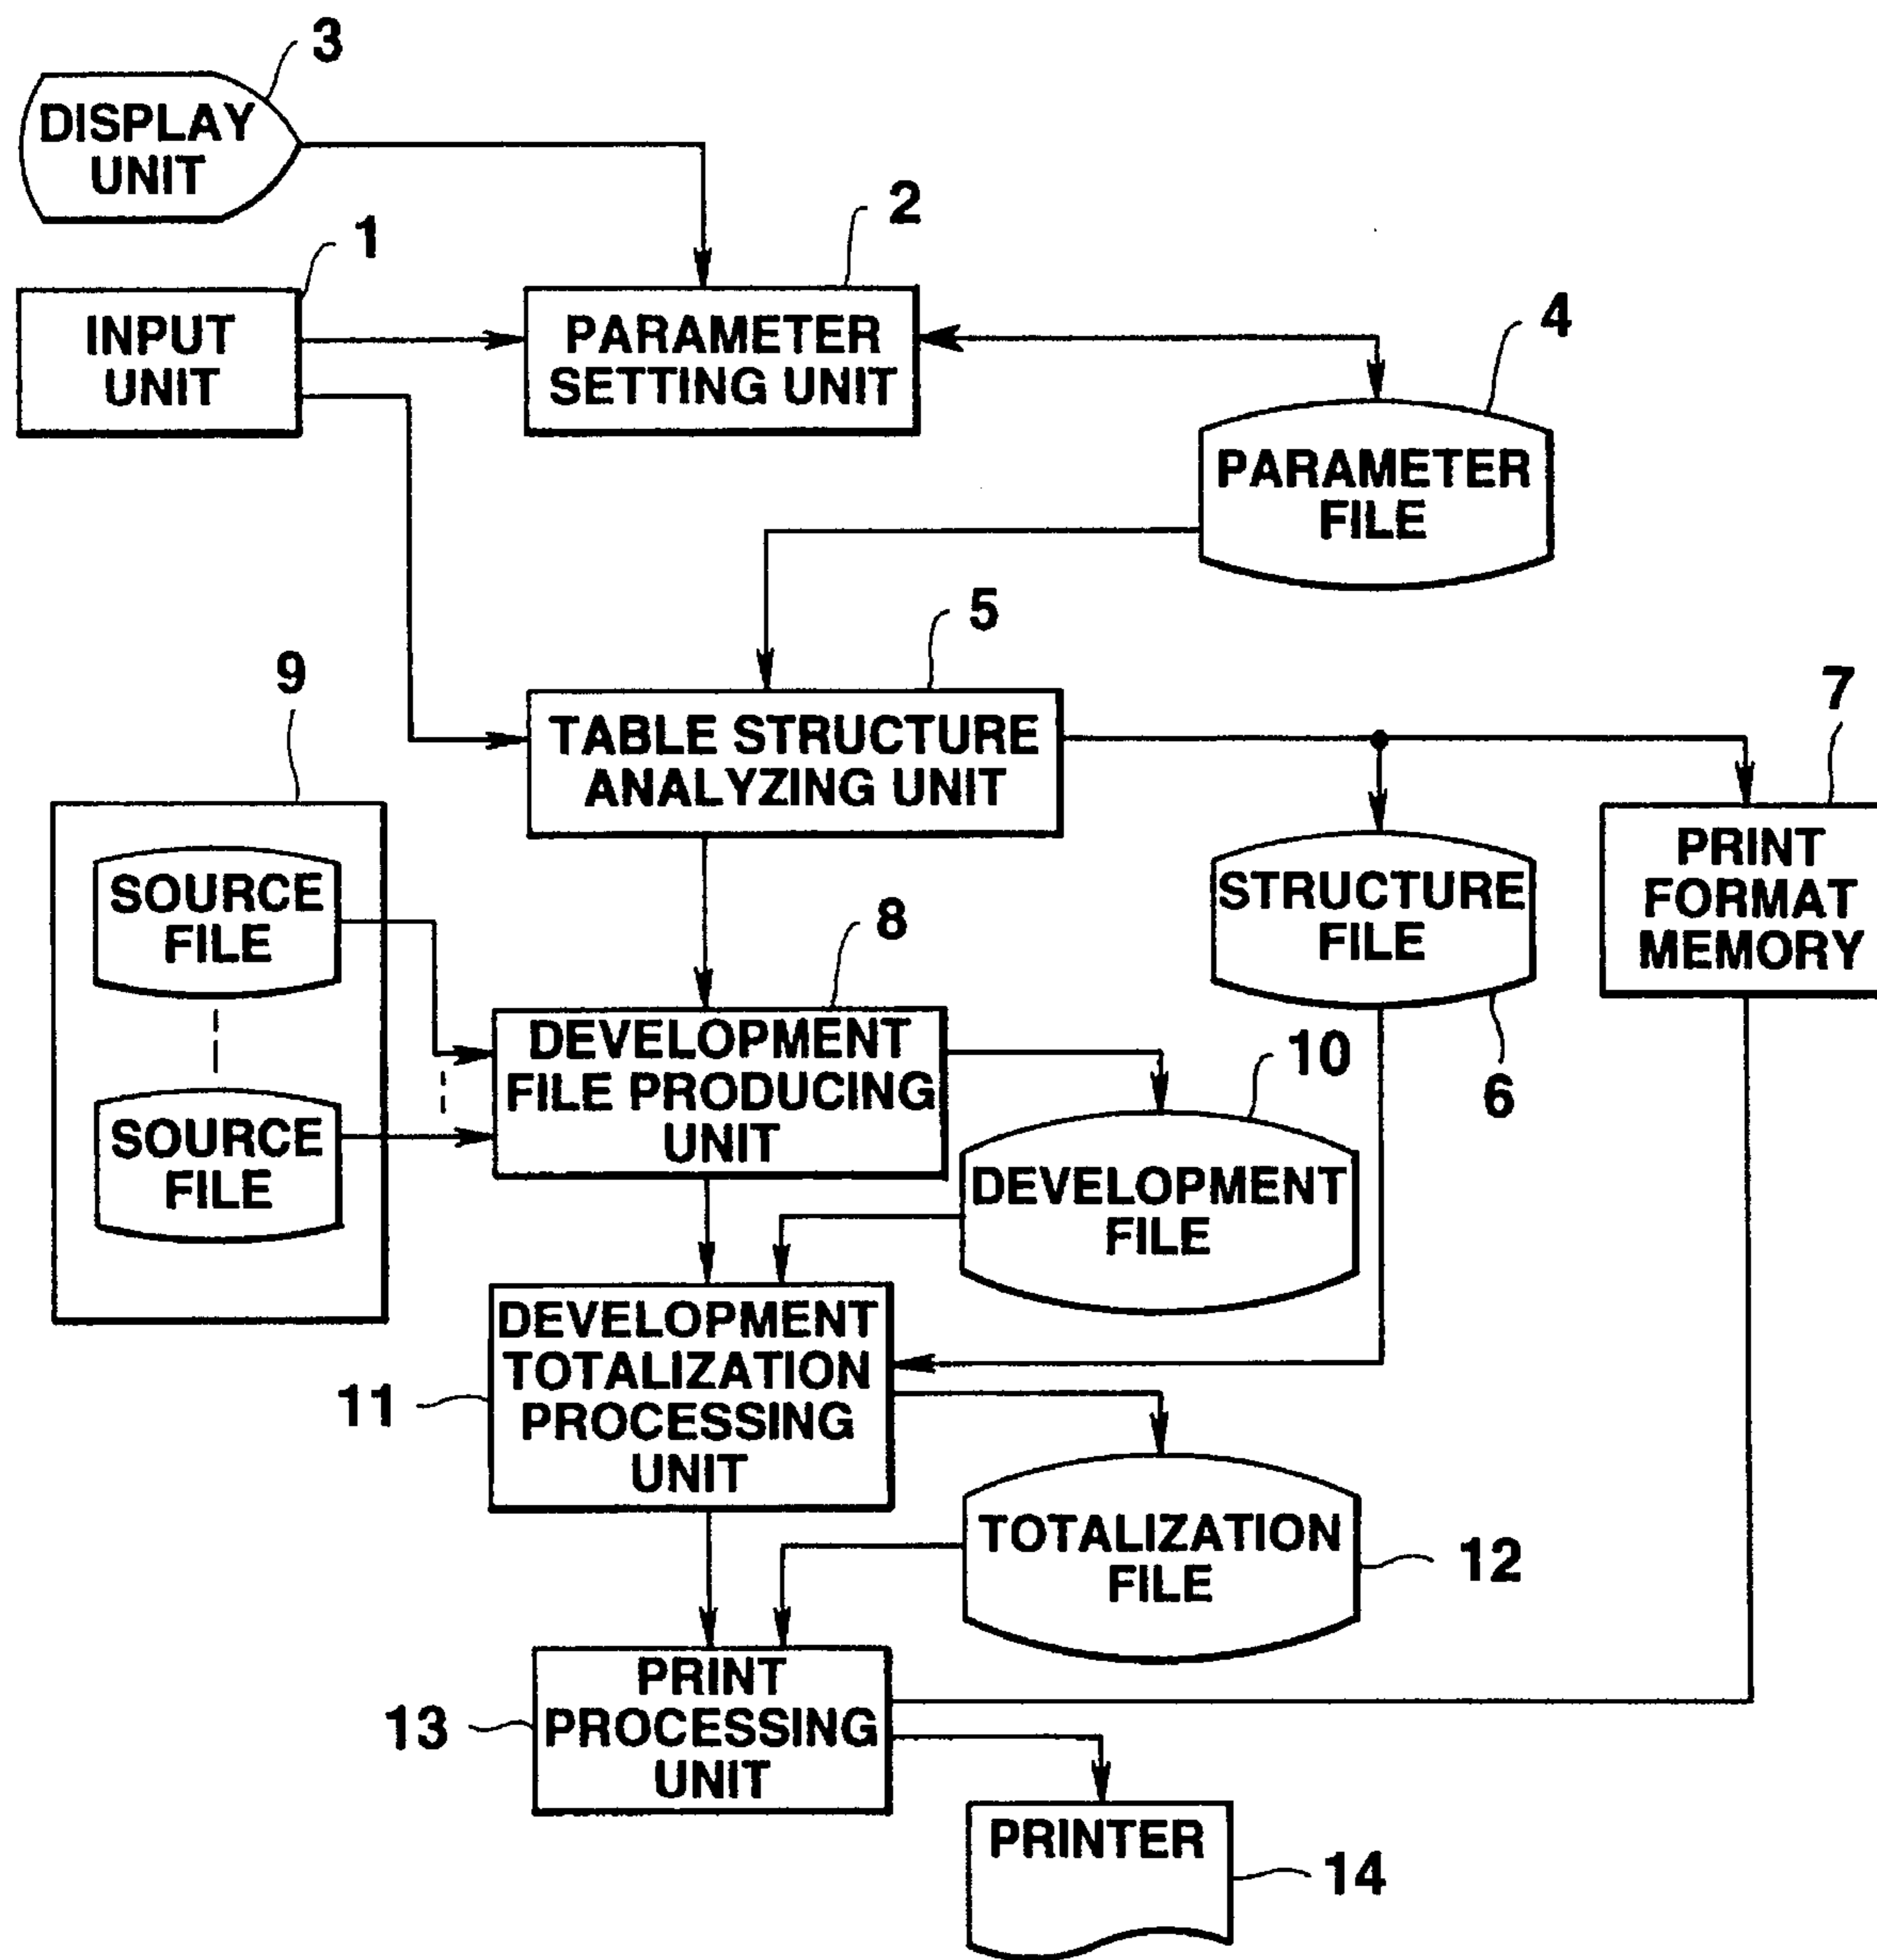 3
DISPLAY
UNIT
2
1
INPUT
UNIT
PARAMETER
SETTING UNIT
4
PARAMETER
FILE
5
9
7
TABLE STRUCTURE
ANALYZING UNIT
PRINT
FORMAT
MEMORY
SOURCE
FILE
STRUCTURE
FILE
8
6
DEVELOPMENT
FILE PRODUCING
UNIT
10
SOURCE
FILE
DEVELOPMENT
FILE
11
DEVELOPMENT
TOTALIZATION
PROCESSING
UNIT
TOTALIZATION
FILE
12
13
PRINT
PROCESSING
UNIT
PRINTER
14